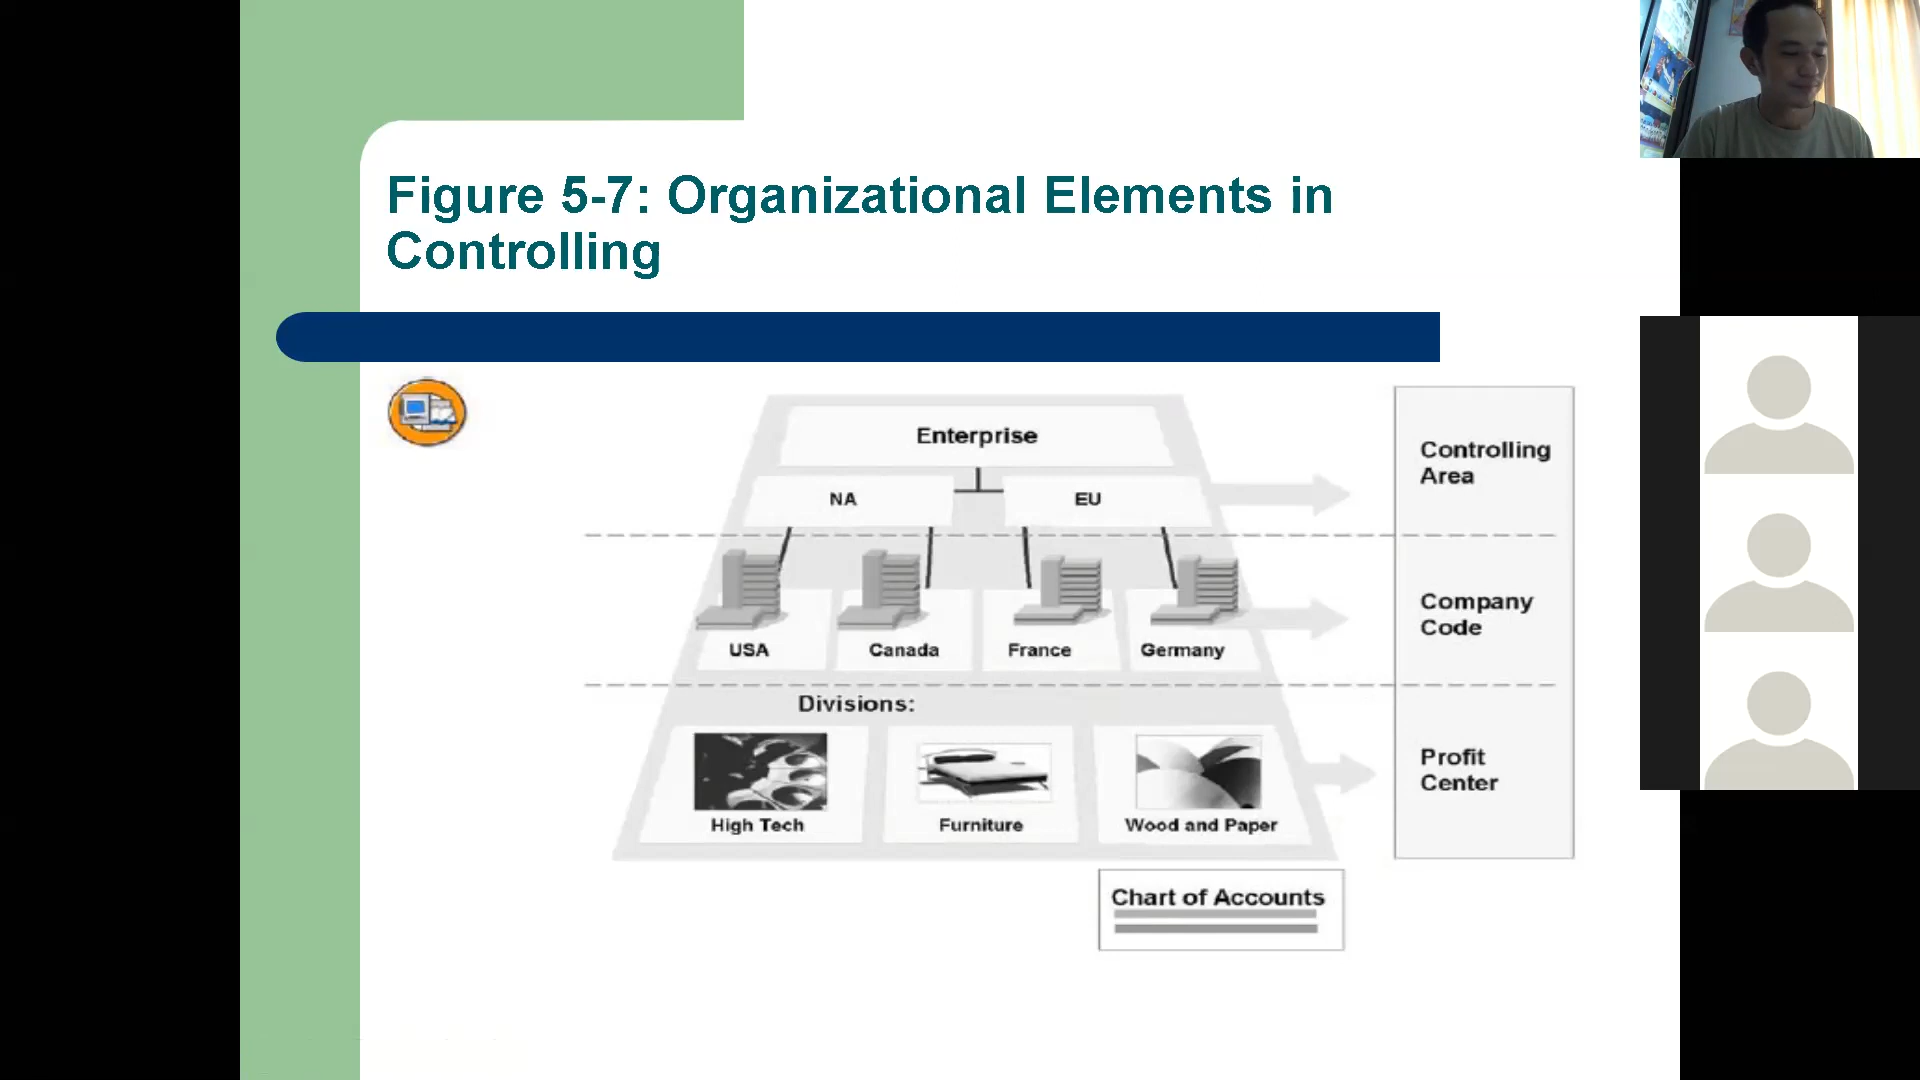 Figure 5-7: Organizational Elements in
Controlling
Enterprise
NA
EU
Controlling
Area
USA
Canada
France
Germany
Company
Code
Divisions:
High Tech
Furniture
Wood and Paper
Profit
Center
Chart of Accounts